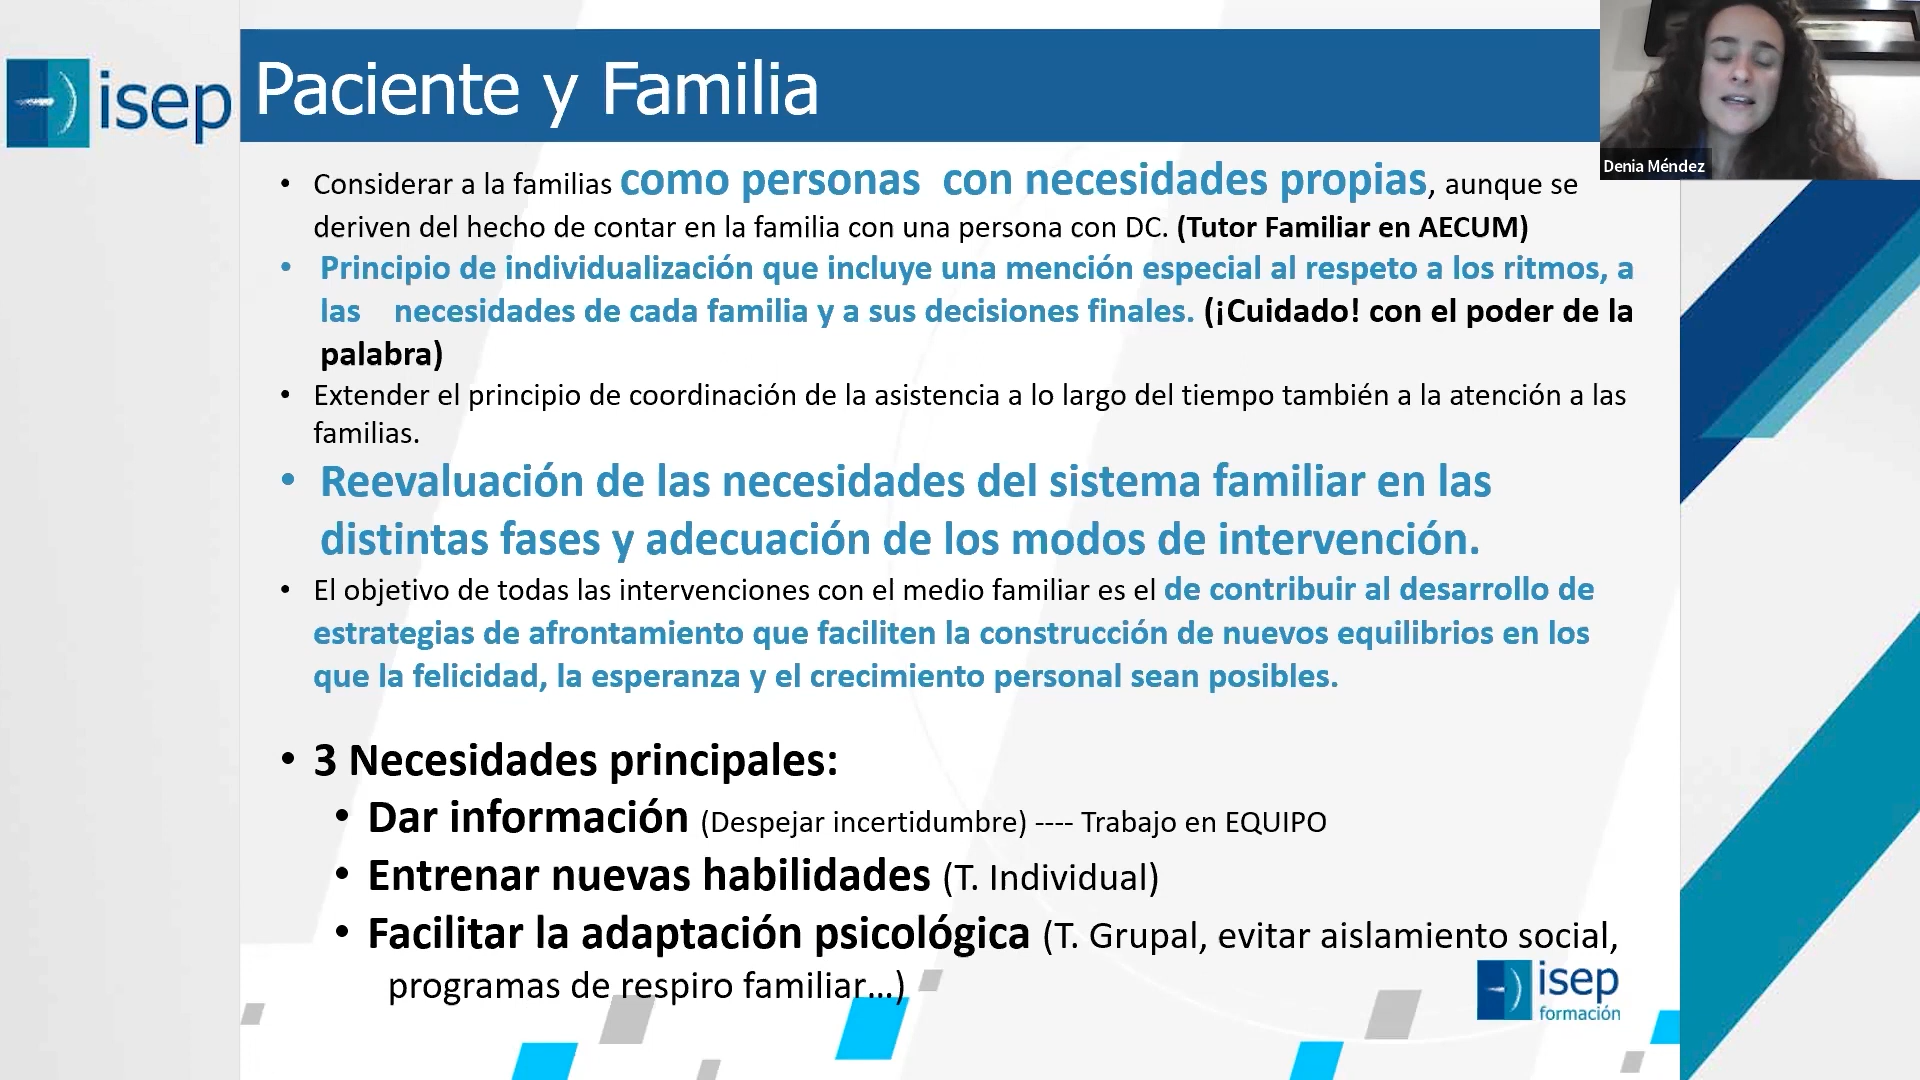 isep
Paciente y Familia
Denia Méndez
• Considerar a la familias como personas con necesidades propias, aunque se
deriven del hecho de contar en la familia con una persona con DC. (Tutor Familiar en AECUM)
• Principio de individualización que incluye una mención especial al respeto a los ritmos, a
las necesidades de cada familia y a sus decisiones finales. (¡Cuidado! con el poder de la
palabra)
• Extender el principio de coordinación de la asistencia a lo largo del tiempo también a la atención a las
familias.
• Reevaluación de las necesidades del sistema familiar en las
distintas fases y adecuación de los modos de intervención.
• El objetivo de todas las intervenciones con el medio familiar es el de contribuir al desarrollo de
estrategias de afrontamiento que faciliten la construcción de nuevos equilibrios en los
que la felicidad, la esperanza y el crecimiento personal sean posibles.
• 3 Necesidades principales:
• Dar información (Despejar incertidumbre) ---- Trabajo en EQUIPO
• Entrenar nuevas habilidades (T. Individual)
• Facilitar la adaptación psicológica (T. Grupal, evitar aislamiento social,
programas de respiro familiar...)
isep
formación